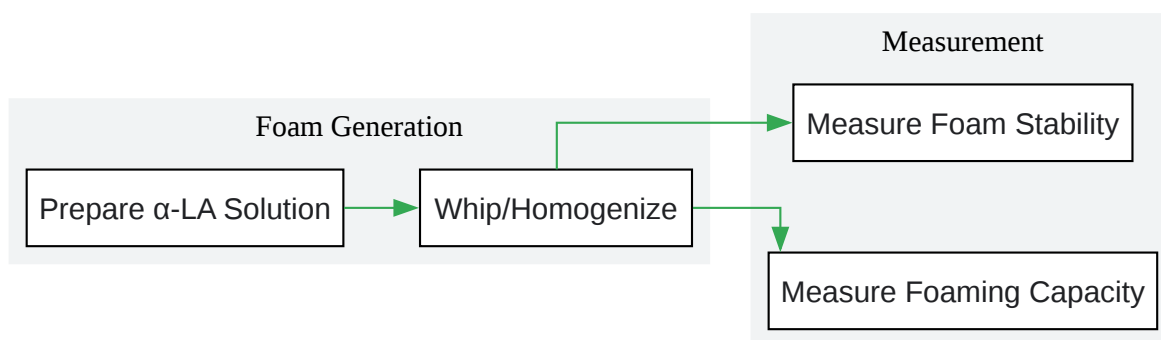 Foam Generation
Prepare α-LA Solution
Whip/Homogenize
Measurement
Measure Foam Stability
Measure Foaming Capacity